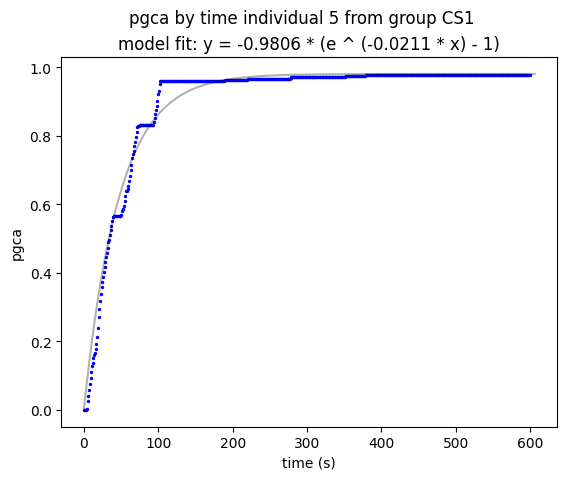 pgca by time individual 5 from group CS1
model fit: y = -0.9806 * (e ^ (-0.0211 * x) - 1)
1.0
0.8
0.6
0.4
0.2
0.0
pgca
0 100 200 300 400 500 600
time (s)